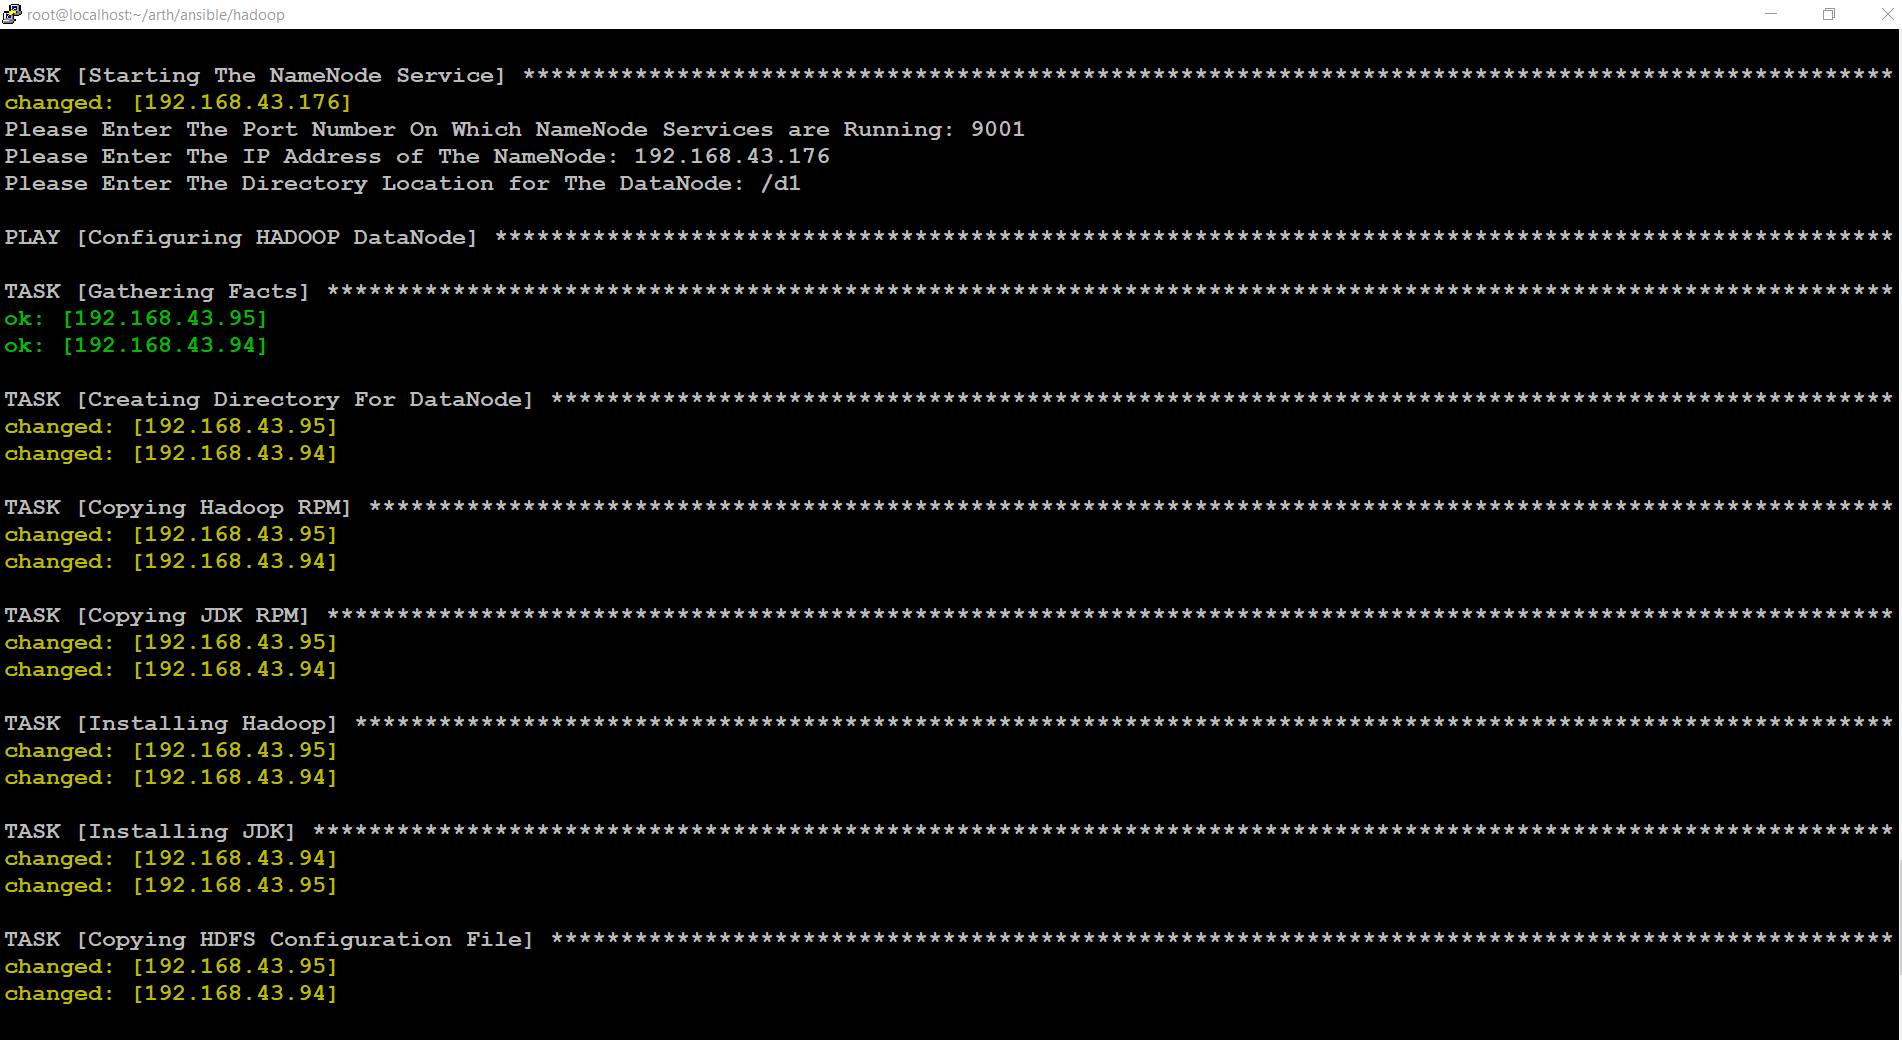 root@localhost:~/arth/ansible/hadoop
TASK [Starting The NameNode Service] **************************************************************************************************
changed: [192.168.43.176]
Please Enter The Port Number On Which NameNode Services are Running: 9001
Please Enter The IP Address of The NameNode: 192.168.43.176
Please Enter The Directory Location for The DataNode: /d1
PLAY [Configuring HADOOP DataNode] ****************************************************************************************************
TASK [Gathering Facts] ****************************************************************************************************************
ok: [192.168.43.95]
ok: [192.168.43.94]
TASK [Creating Directory For DataNode] ************************************************************************************************
changed: [192.168.43.95]
changed: [192.168.43.94]
TASK [Copying Hadoop RPM] *************************************************************************************************************
changed: [192.168.43.95]
changed: [192.168.43.94]
TASK [Copying JDK RPM] ****************************************************************************************************************
changed: [192.168.43.95]
changed: [192.168.43.94]
TASK [Installing Hadoop] **************************************************************************************************************
changed: [192.168.43.95]
changed: [192.168.43.94]
TASK [Installing JDK] *****************************************************************************************************************
changed: [192.168.43.94]
changed: [192.168.43.95]
TASK [Copying HDFS Configuration File] ************************************************************************************************
changed: [192.168.43.95]
changed: [192.168.43.94]